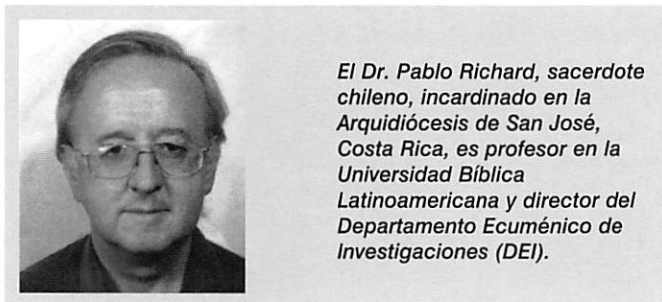 El Dr. Pablo Richard, sacerdote
chileno, incardinado en la
Arquidiócesis de San José,
Costa Rica, es profesor en la
Universidad Bíblica
Latinoamericana y director del
Departamento Ecuménico de
Investigaciones (DEI).